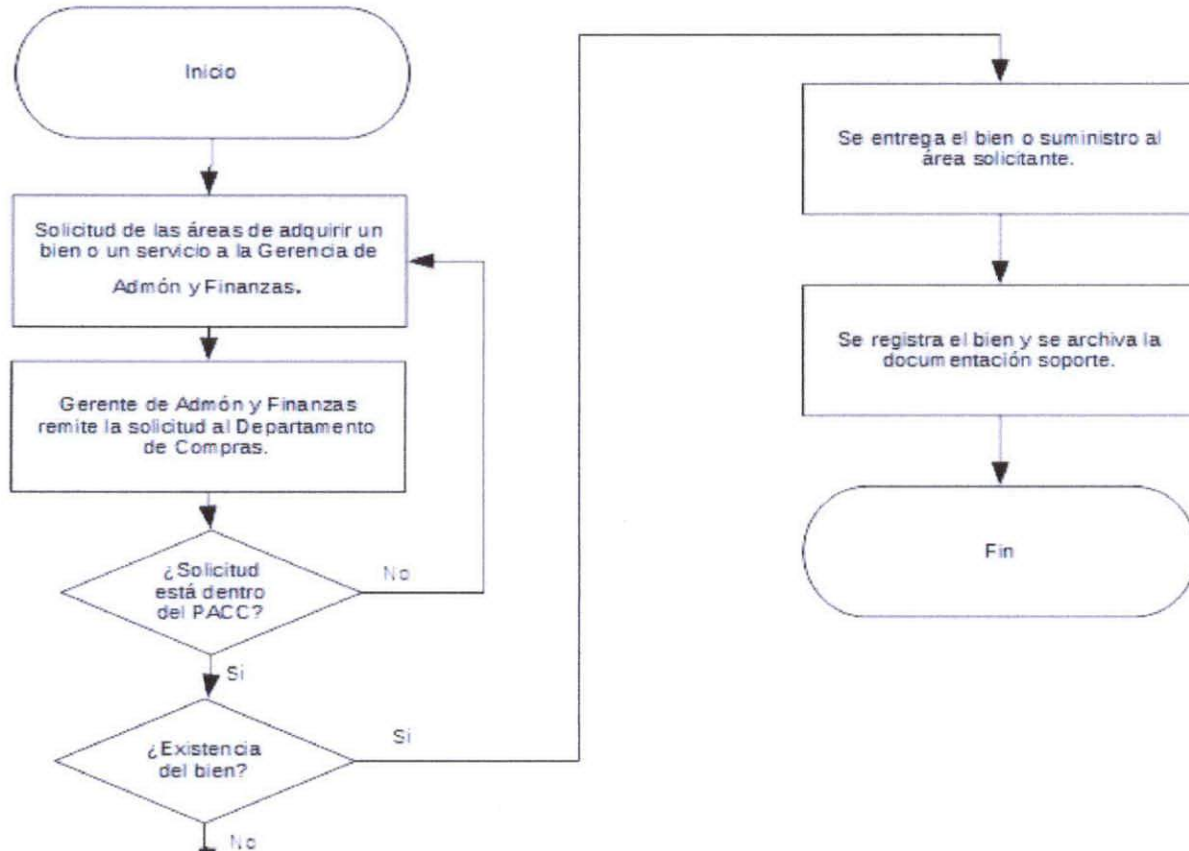 Inicio
Solicitud de las áreas de adquirir un
bien o un servicio a la Gerencia de
Admón y Finanzas.
Gerente de Admón y Finanzas
remite la solicitud al Departamento
de Compras.
¿Solicitud
está dentro
del PACC?
No
Si
¿Existencia
del bien?
Si
No
Se entrega el bien o suministro al
área solicitante.
Se registra el bien y se archiva la
documentación soporte.
Fin